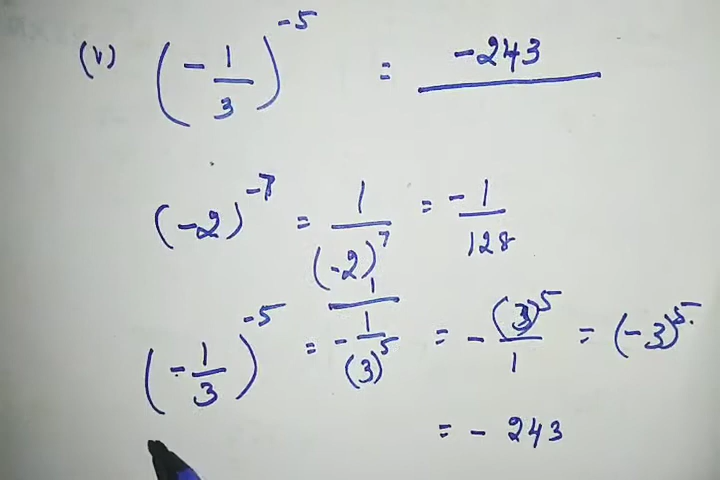 (v) (-1/3)^-5 = -243
(-2)^-7 = 1/(-2)^7 = -1/128
(-1/3)^-5 = 1/(-1/(3)^5) = -(3)^5/1 = (-3)^5.
= - 243